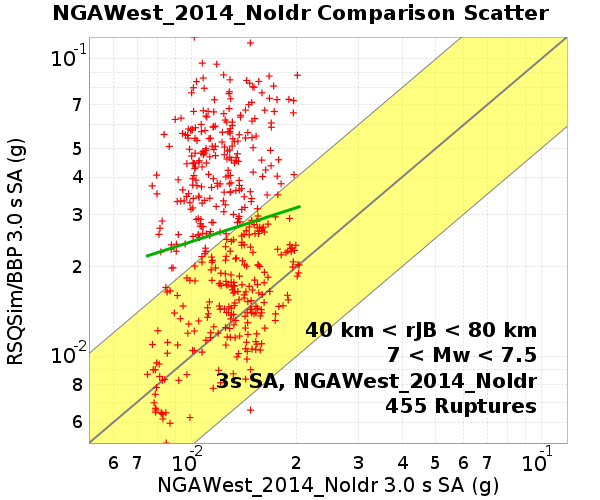 NGAWest_2014_NoIdr Comparison Scatter
RSQSim/BBP 3.0 s SA (g)
10⁻¹
7
5
4
3
2
10⁻²
8
6
40 km < rJB < 80 km
7 < Mw < 7.5
3s SA, NGAWest_2014_NoIdr
455 Ruptures
6 7 10⁻² 2 3 4 5 6 7 10⁻¹
NGAWest_2014_NoIdr 3.0 s SA (g)